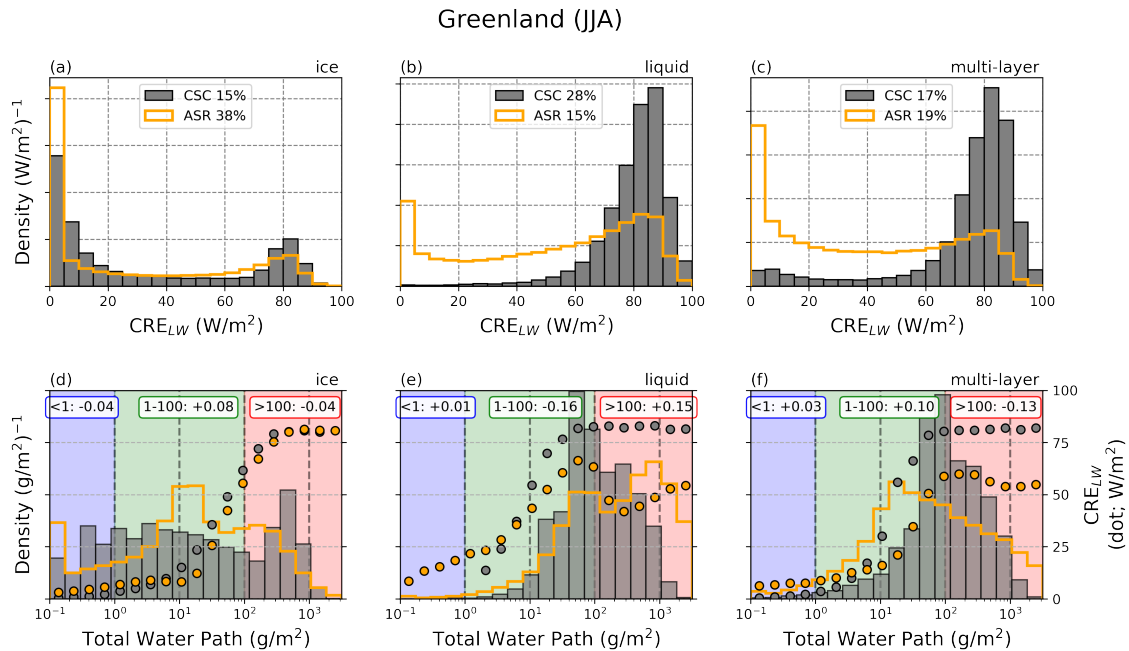 Greenland (JJA)
(a) ice
CSC 15%
ASR 38%
Density (W/m²)⁻¹
0 20 40 60 80 100
CRE_LW (W/m²)
(b) liquid
CSC 28%
ASR 15%
0 20 40 60 80 100
CRE_LW (W/m²)
(c) multi-layer
CSC 17%
ASR 19%
0 20 40 60 80 100
CRE_LW (W/m²)
(d) ice
<1: -0.04 1-100: +0.08 >100: -0.04
Density (g/m²)⁻¹
10⁻¹ 10⁰ 10¹ 10² 10³
Total Water Path (g/m²)
(e) liquid
<1: +0.01 1-100: -0.16 >100: +0.15
10⁻¹ 10⁰ 10¹ 10² 10³
Total Water Path (g/m²)
(f) multi-layer
<1: +0.03 1-100: +0.10 >100: -0.13
10⁻¹ 10⁰ 10¹ 10² 10³
Total Water Path (g/m²)
100
75
50
25
0
CRE_LW
(dot; W/m²)